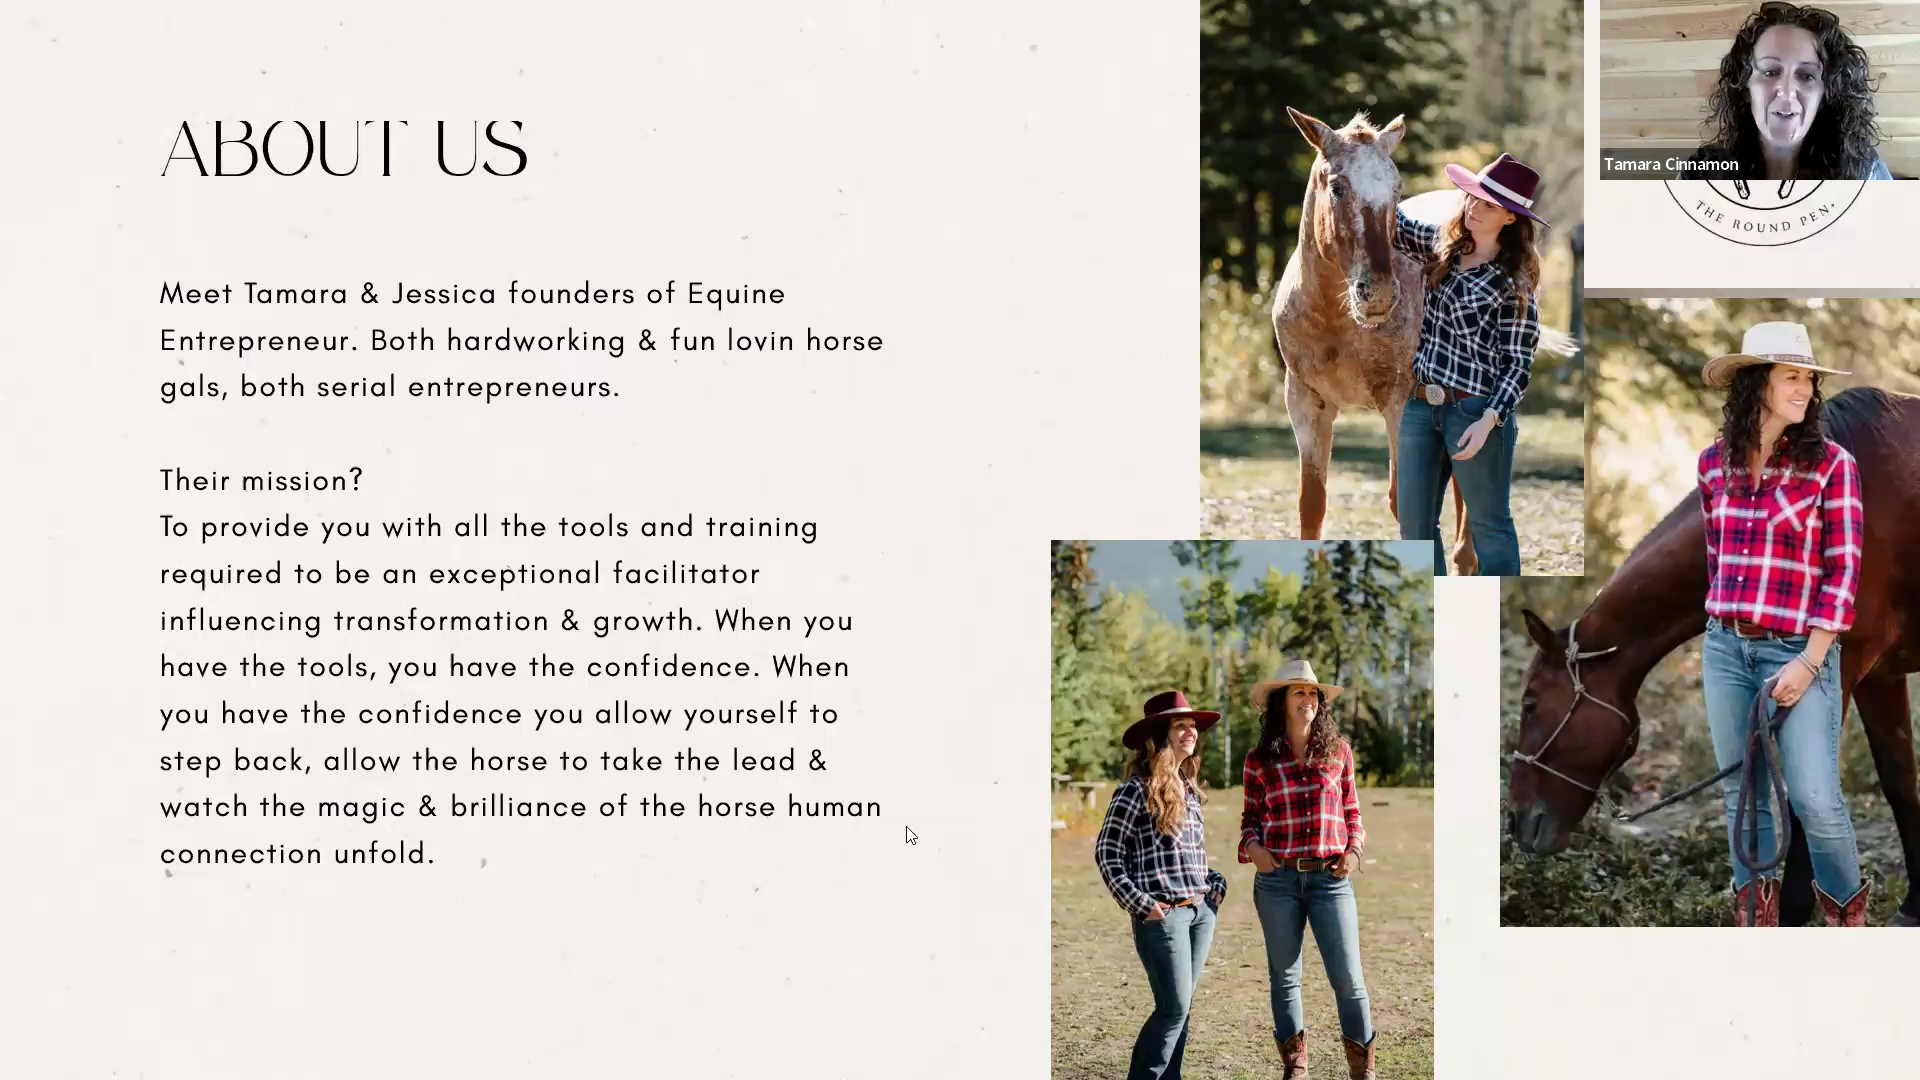 ABOUT US
Meet Tamara & Jessica founders of Equine
Entrepreneur. Both hardworking & fun lovin horse
gals, both serial entrepreneurs.
Their mission?
To provide you with all the tools and training
required to be an exceptional facilitator
influencing transformation & growth. When you
have the tools, you have the confidence. When
you have the confidence you allow yourself to
step back, allow the horse to take the lead &
watch the magic & brilliance of the horse human
connection unfold.
Tamara Cinnamon
THE ROUND PEN